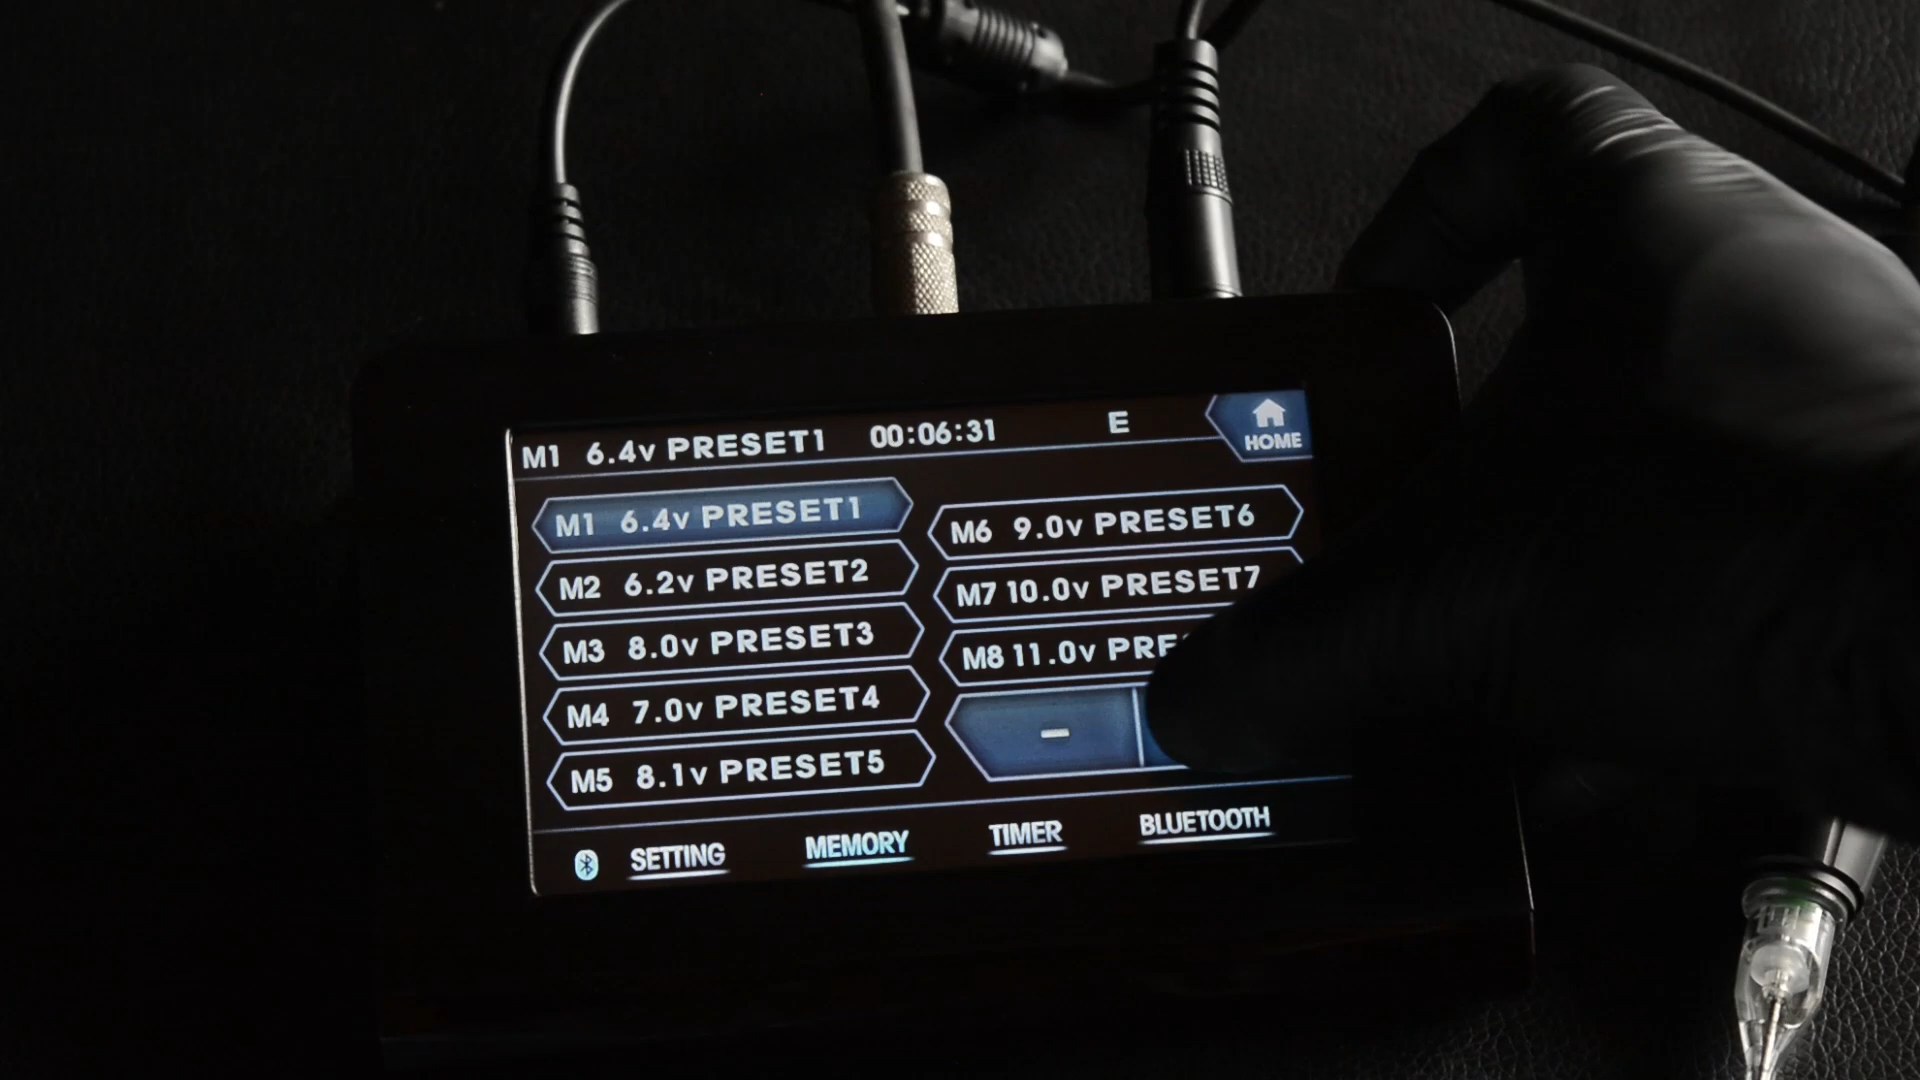 M1 6.4v PRESET1 00:06:31 E
HOME
M1 6.4v PRESET1
M2 6.2v PRESET2
M3 8.0v PRESET3
M4 7.0v PRESET4
M5 8.1v PRESET5
M6 9.0v PRESET6
M7 10.0v PRESET7
M8 11.0v PRE
-
SETTING MEMORY TIMER BLUETOOTH